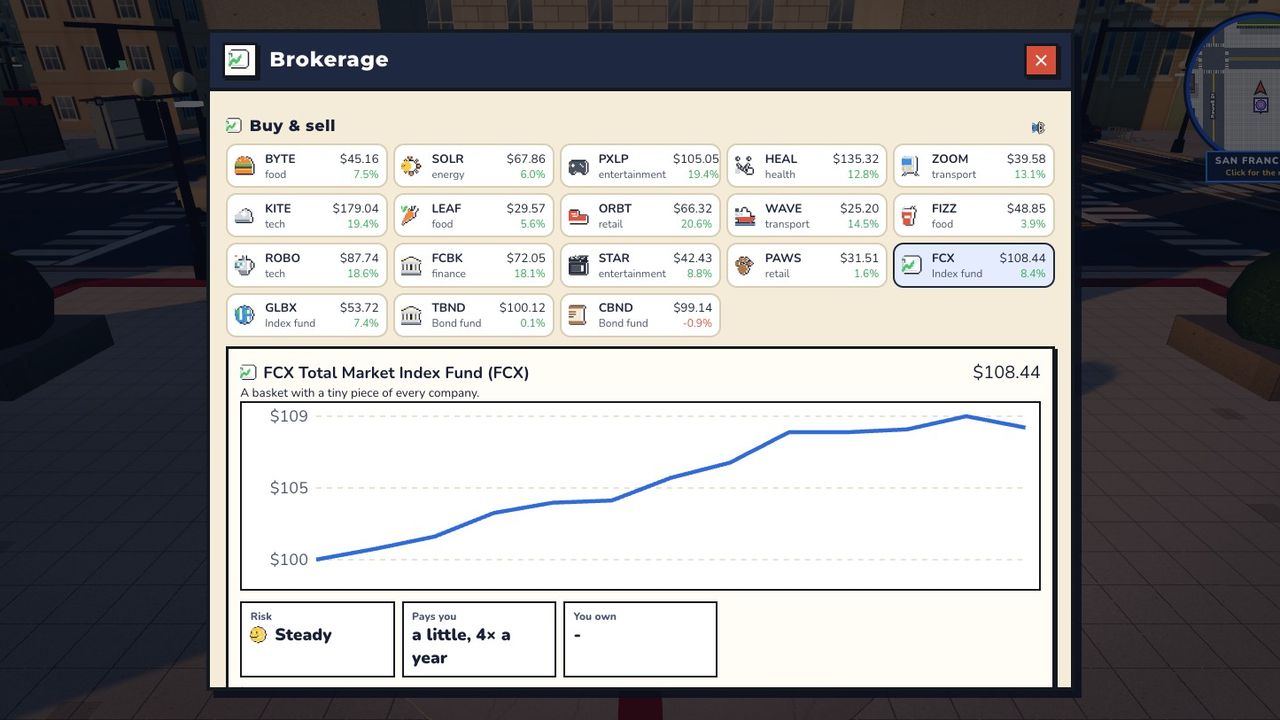 Brokerage
Buy & sell
BYTE $45.16
food 7.5%
SOLR $67.86
energy 6.0%
PXLP $105.05
entertainment 19.4%
HEAL $135.32
health 12.8%
ZOOM $39.58
transport 13.1%
KITE $179.04
tech 19.4%
LEAF $29.57
food 5.6%
ORBT $66.32
retail 20.6%
WAVE $25.20
transport 14.5%
FIZZ $48.85
food 3.9%
ROBO $87.74
tech 18.6%
FCBK $72.05
finance 18.1%
STAR $42.43
entertainment 8.8%
PAWS $31.51
retail 1.6%
FCX $108.44
Index fund 8.4%
GLBX $53.72
Index fund 7.4%
TBND $100.12
Bond fund 0.1%
CBND $99.14
Bond fund -0.9%
FCX Total Market Index Fund (FCX) $108.44
A basket with a tiny piece of every company.
$109
$105
$100
Risk
Steady
Pays you
a little, 4× a
year
You own
-
SAN FRANC
Click for the